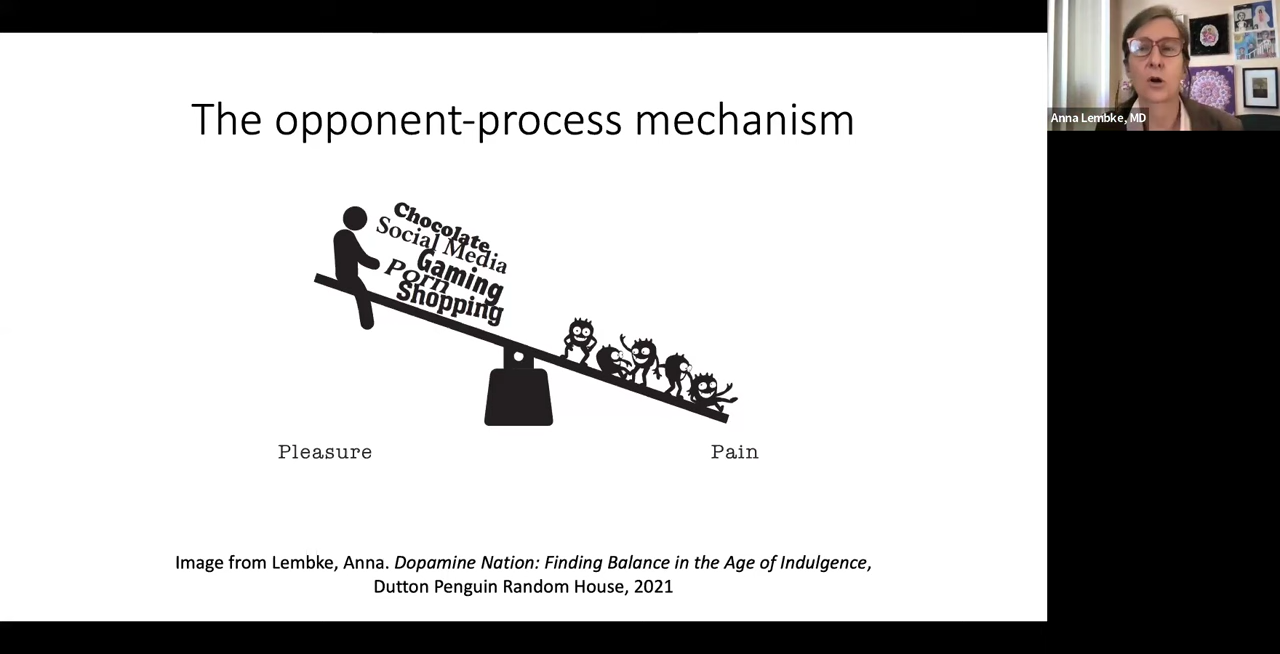 The opponent-process mechanism
Anna Lembke, MD
Chocolate
Social Media
Gaming
Porn
Shopping
Pleasure
Pain
Image from Lembke, Anna. Dopamine Nation: Finding Balance in the Age of Indulgence,
Dutton Penguin Random House, 2021